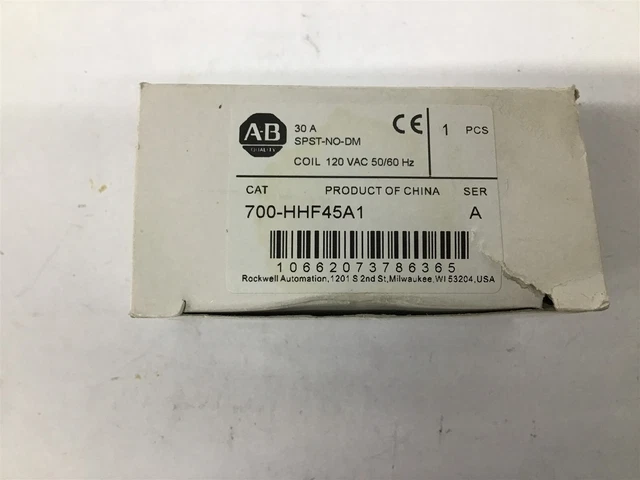 A-B
QUALITY
30 A
SPST-NO-DM
COIL 120 VAC 50/60 Hz
CE
1 PCS
CAT PRODUCT OF CHINA SER
700-HHF45A1 A
10662073786365
Rockwell Automation,1201 S 2nd St,Milwaukee,WI 53204,USA